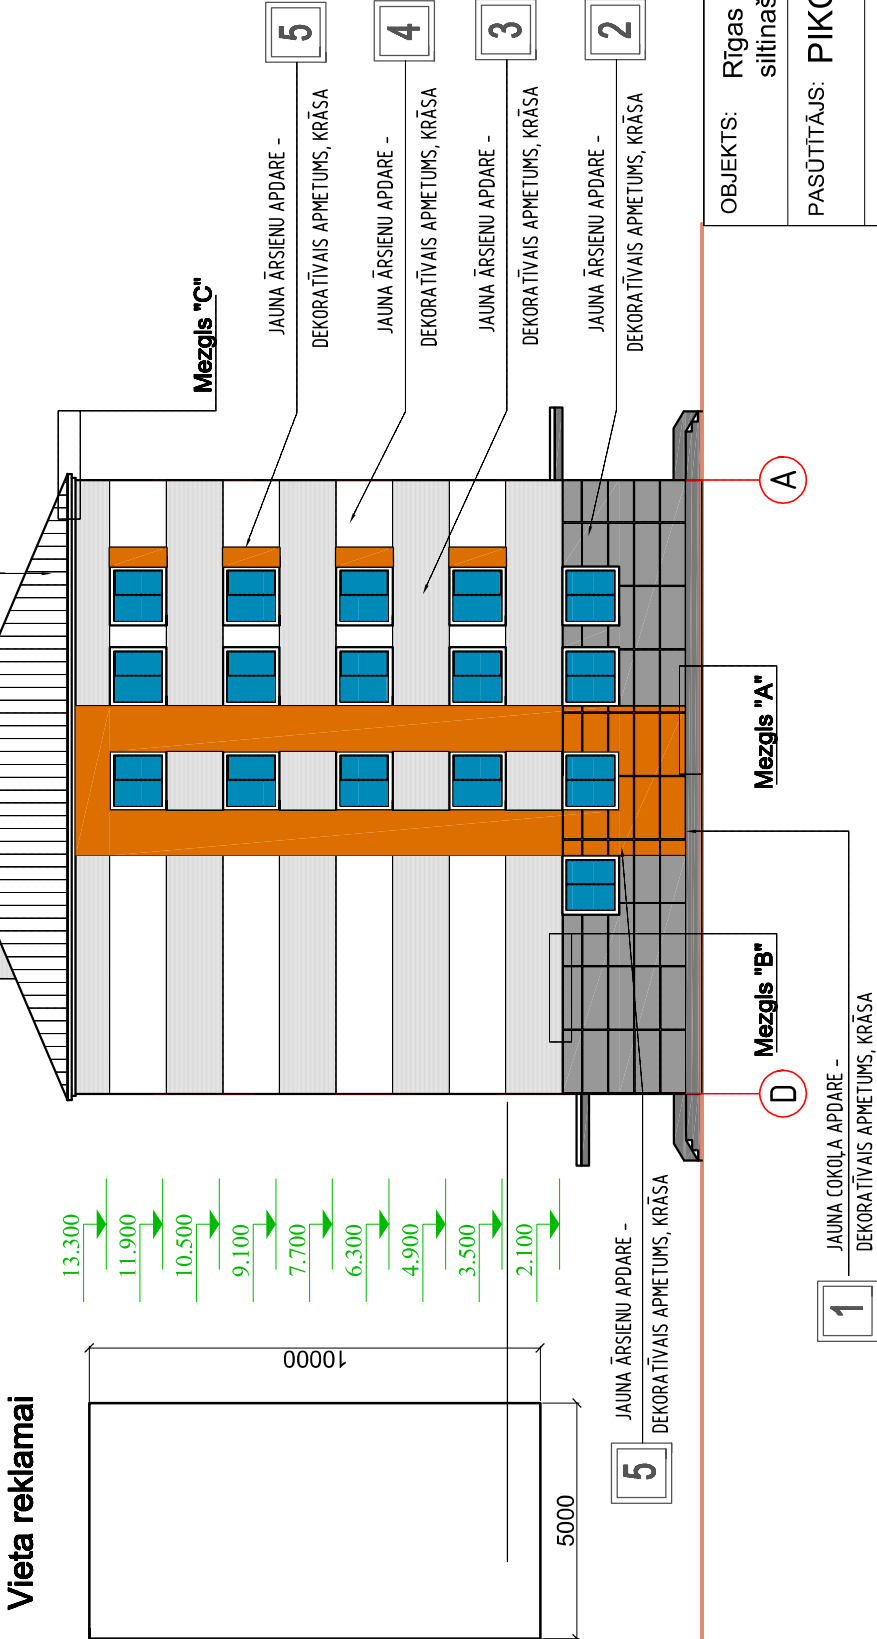 Vieta reklamai
10000
5000
13.300
11.900
10.500
9.100
7.700
6.300
4.900
3.500
2.100
Mezgls "C"
5
JAUNA ĀRSIENU APDARE -
DEKORATĪVAIS APMETUMS, KRĀSA
4
JAUNA ĀRSIENU APDARE -
DEKORATĪVAIS APMETUMS, KRĀSA
3
JAUNA ĀRSIENU APDARE -
DEKORATĪVAIS APMETUMS, KRĀSA
2
JAUNA ĀRSIENU APDARE -
DEKORATĪVAIS APMETUMS, KRĀSA
5
JAUNA ĀRSIENU APDARE -
DEKORATĪVAIS APMETUMS, KRĀSA
Mezgls "B"
Mezgls "A"
D
A
1
JAUNA COKOĻA APDARE -
DEKORATĪVAIS APMETUMS, KRĀSA
OBJEKTS: Rīgas
PASŪTĪTĀJS: